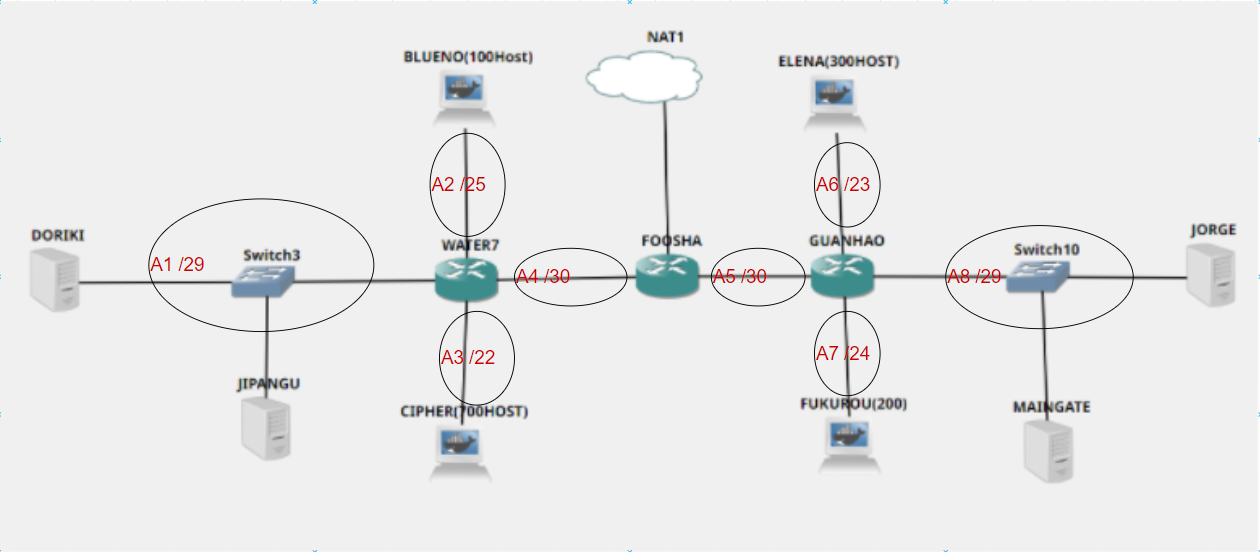 NAT1
BLUENO(100Host)
ELENA(300HOST)
A2 /25
A6 /23
DORIKI
Switch3
WATER7
FOOSHA
GUANHAO
Switch10
JORGE
A1 /29
A4 /30
A5 /30
A8 /29
A3 /22
A7 /24
JIPANGU
CIPHER(700HOST)
FUKUROU(200)
MAINGATE